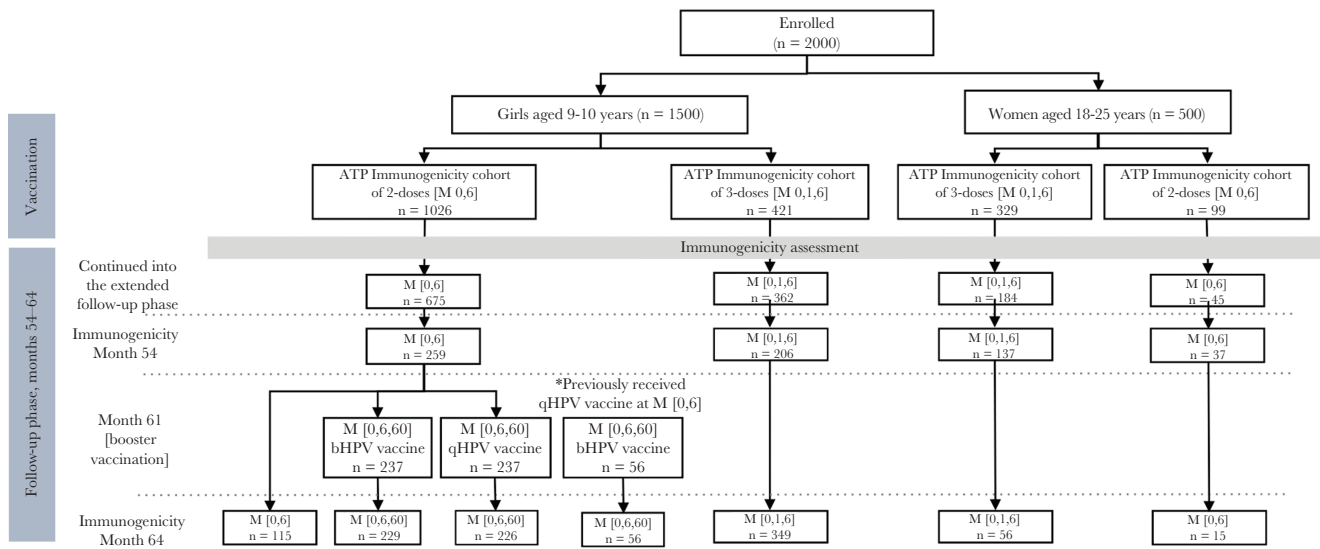 Enrolled
(n = 2000)
Girls aged 9-10 years (n = 1500)
Women aged 18-25 years (n = 500)
Vaccination
ATP Immunogenicity cohort
of 2-doses [M 0,6]
n = 1026
ATP Immunogenicity cohort
of 3-doses [M 0,1,6]
n = 421
ATP Immunogenicity cohort
of 3-doses [M 0,1,6]
n = 329
ATP Immunogenicity cohort
of 2-doses [M 0,6]
n = 99
Immunogenicity assessment
Follow-up phase, months 54–64
Continued into
the extended
follow-up phase
M [0,6]
n = 675
M [0,1,6]
n = 362
M [0,1,6]
n = 184
M [0,6]
n = 45
Immunogenicity
Month 54
M [0,6]
n = 259
M [0,1,6]
n = 206
M [0,1,6]
n = 137
M [0,6]
n = 37
*Previously received
qHPV vaccine at M [0,6]
Month 61
[booster
vaccination]
M [0,6,60]
bHPV vaccine
n = 237
M [0,6,60]
qHPV vaccine
n = 237
M [0,6,60]
bHPV vaccine
n = 56
Immunogenicity
Month 64
M [0,6]
n = 115
M [0,6,60]
n = 229
M [0,6,60]
n = 226
M [0,6,60]
n = 56
M [0,1,6]
n = 349
M [0,1,6]
n = 56
M [0,6]
n = 15